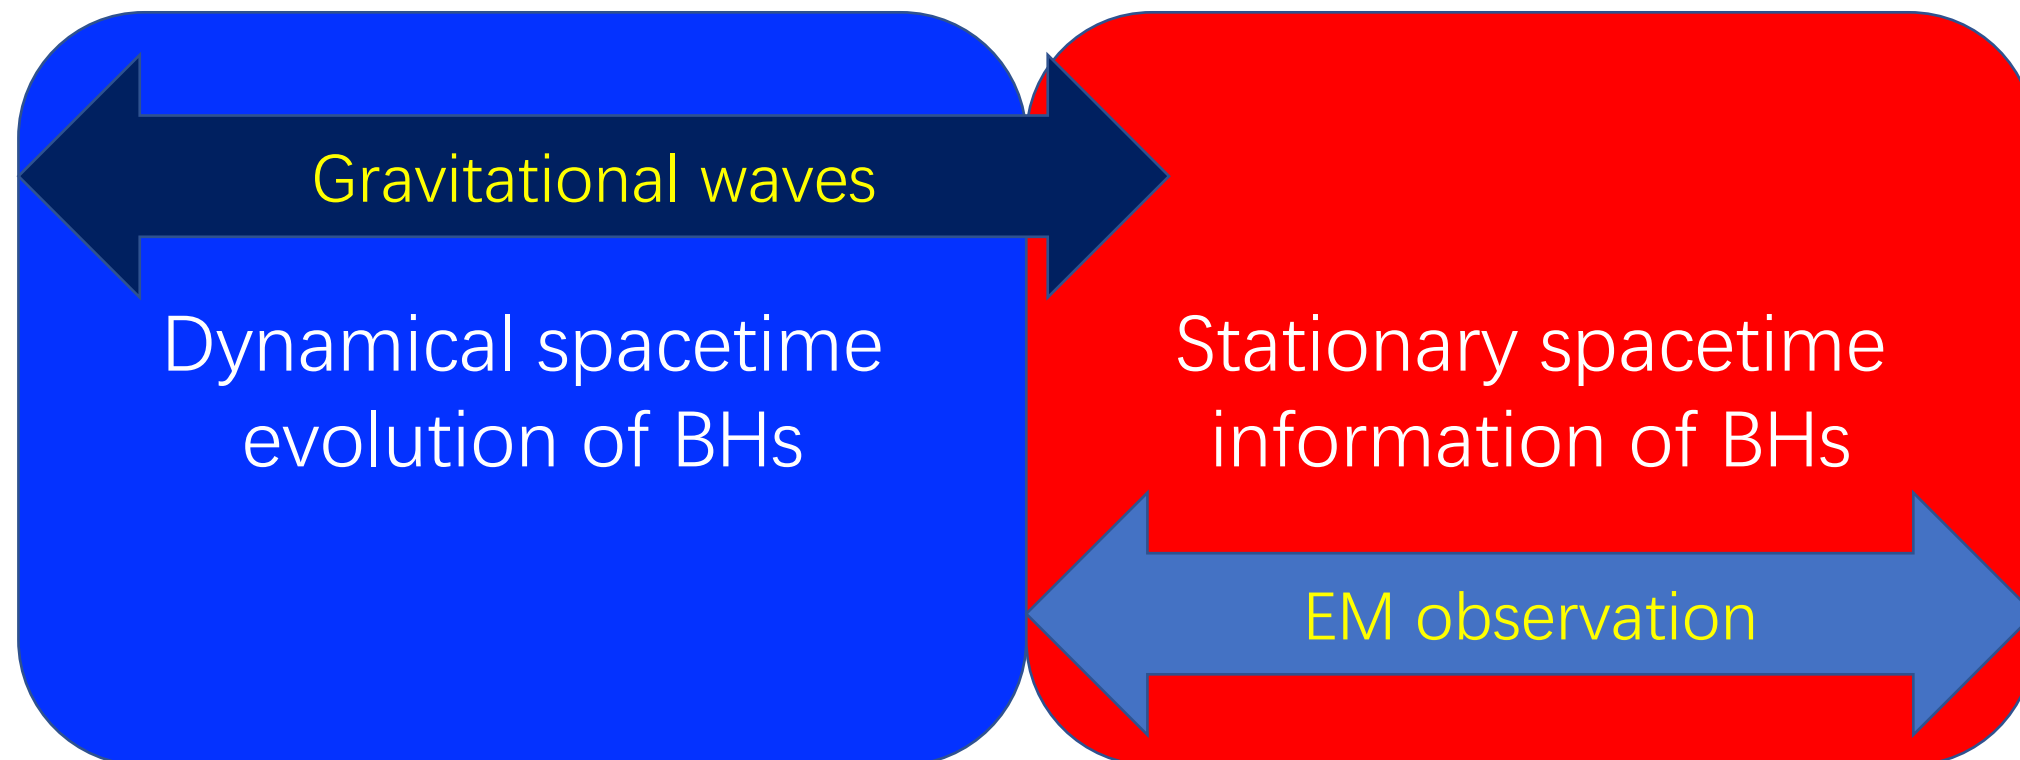 Gravitational waves
Dynamical spacetime
evolution of BHs
Stationary spacetime
information of BHs
EM observation